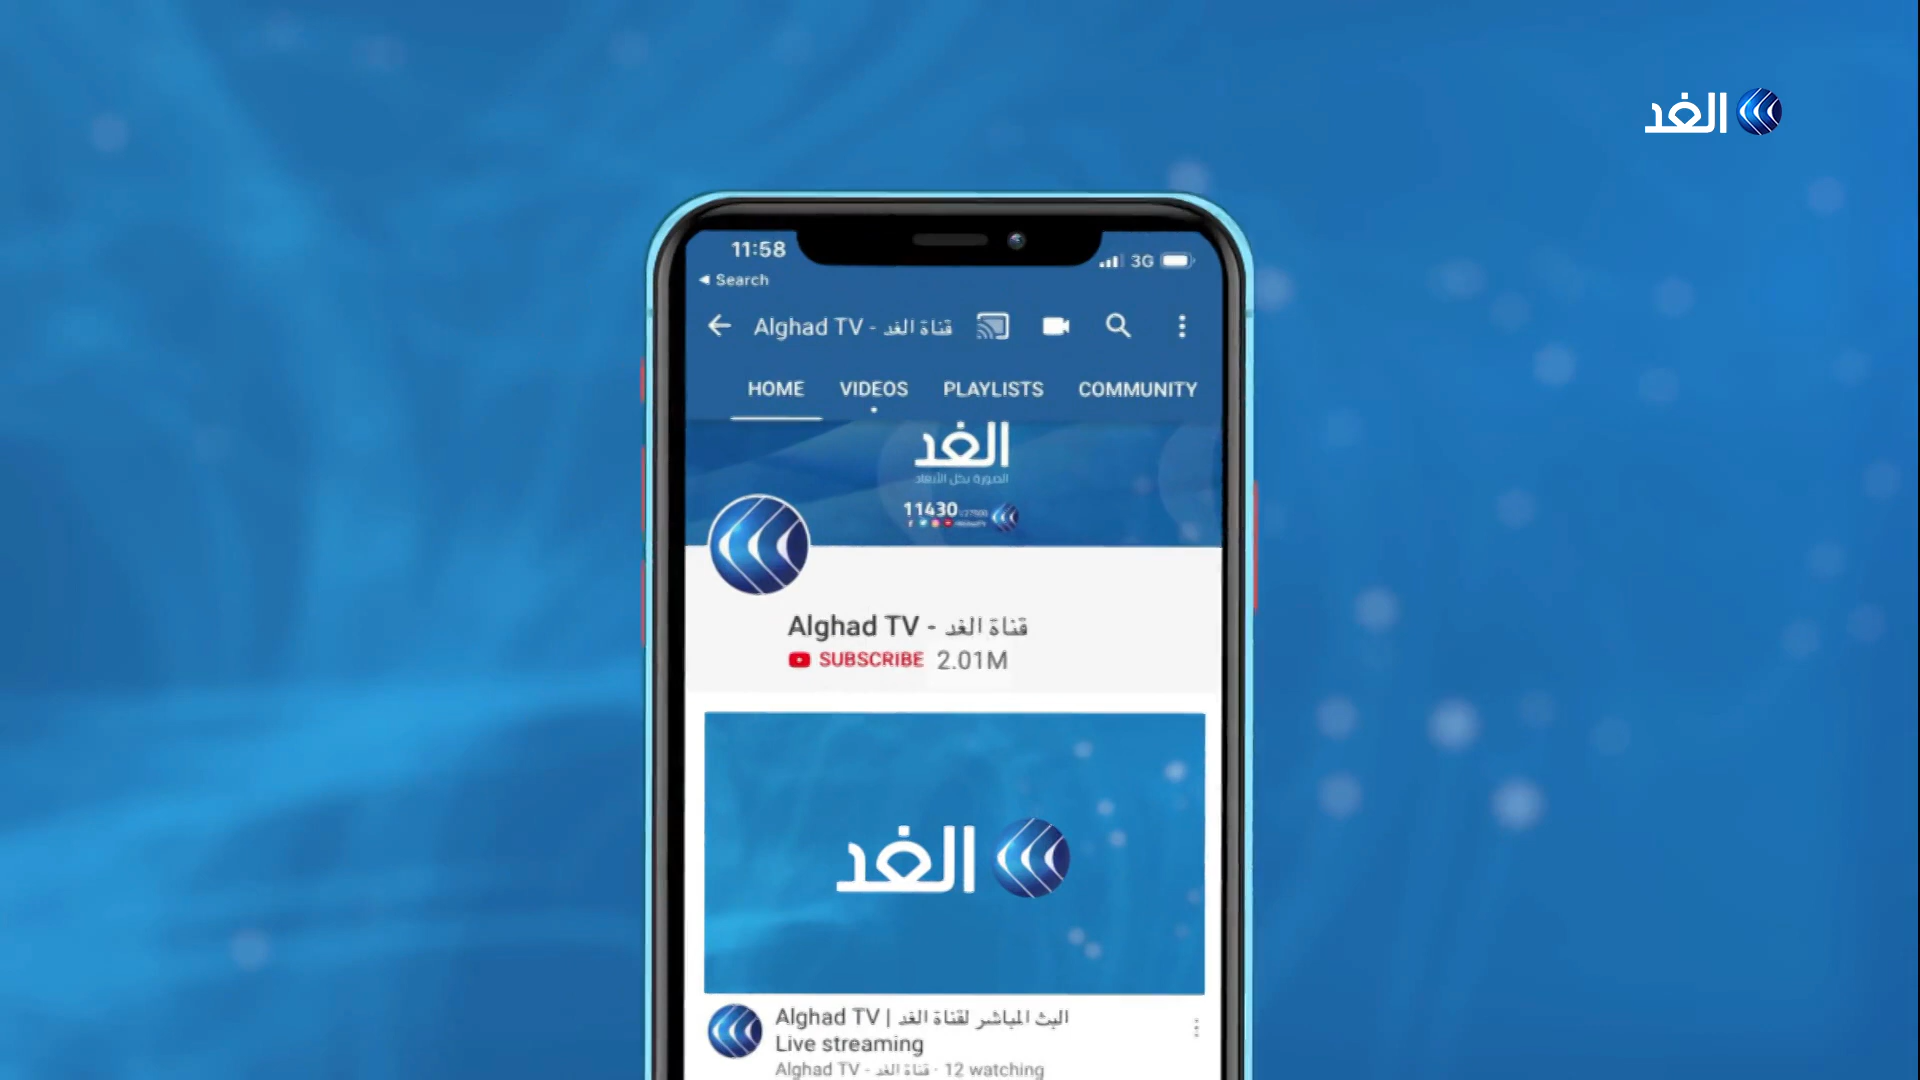 الغد
11:58
3G
Search
Alghad TV - قناة الغد
HOME VIDEOS PLAYLISTS COMMUNITY
الغد
الصورة بكل الأبعاد
11430
Alghad TV - قناة الغد
SUBSCRIBE 2.01M
الغد
Alghad TV | البث المباشر لقناة الغد
Live streaming
Alghad TV - قناة الغد · 12 watching